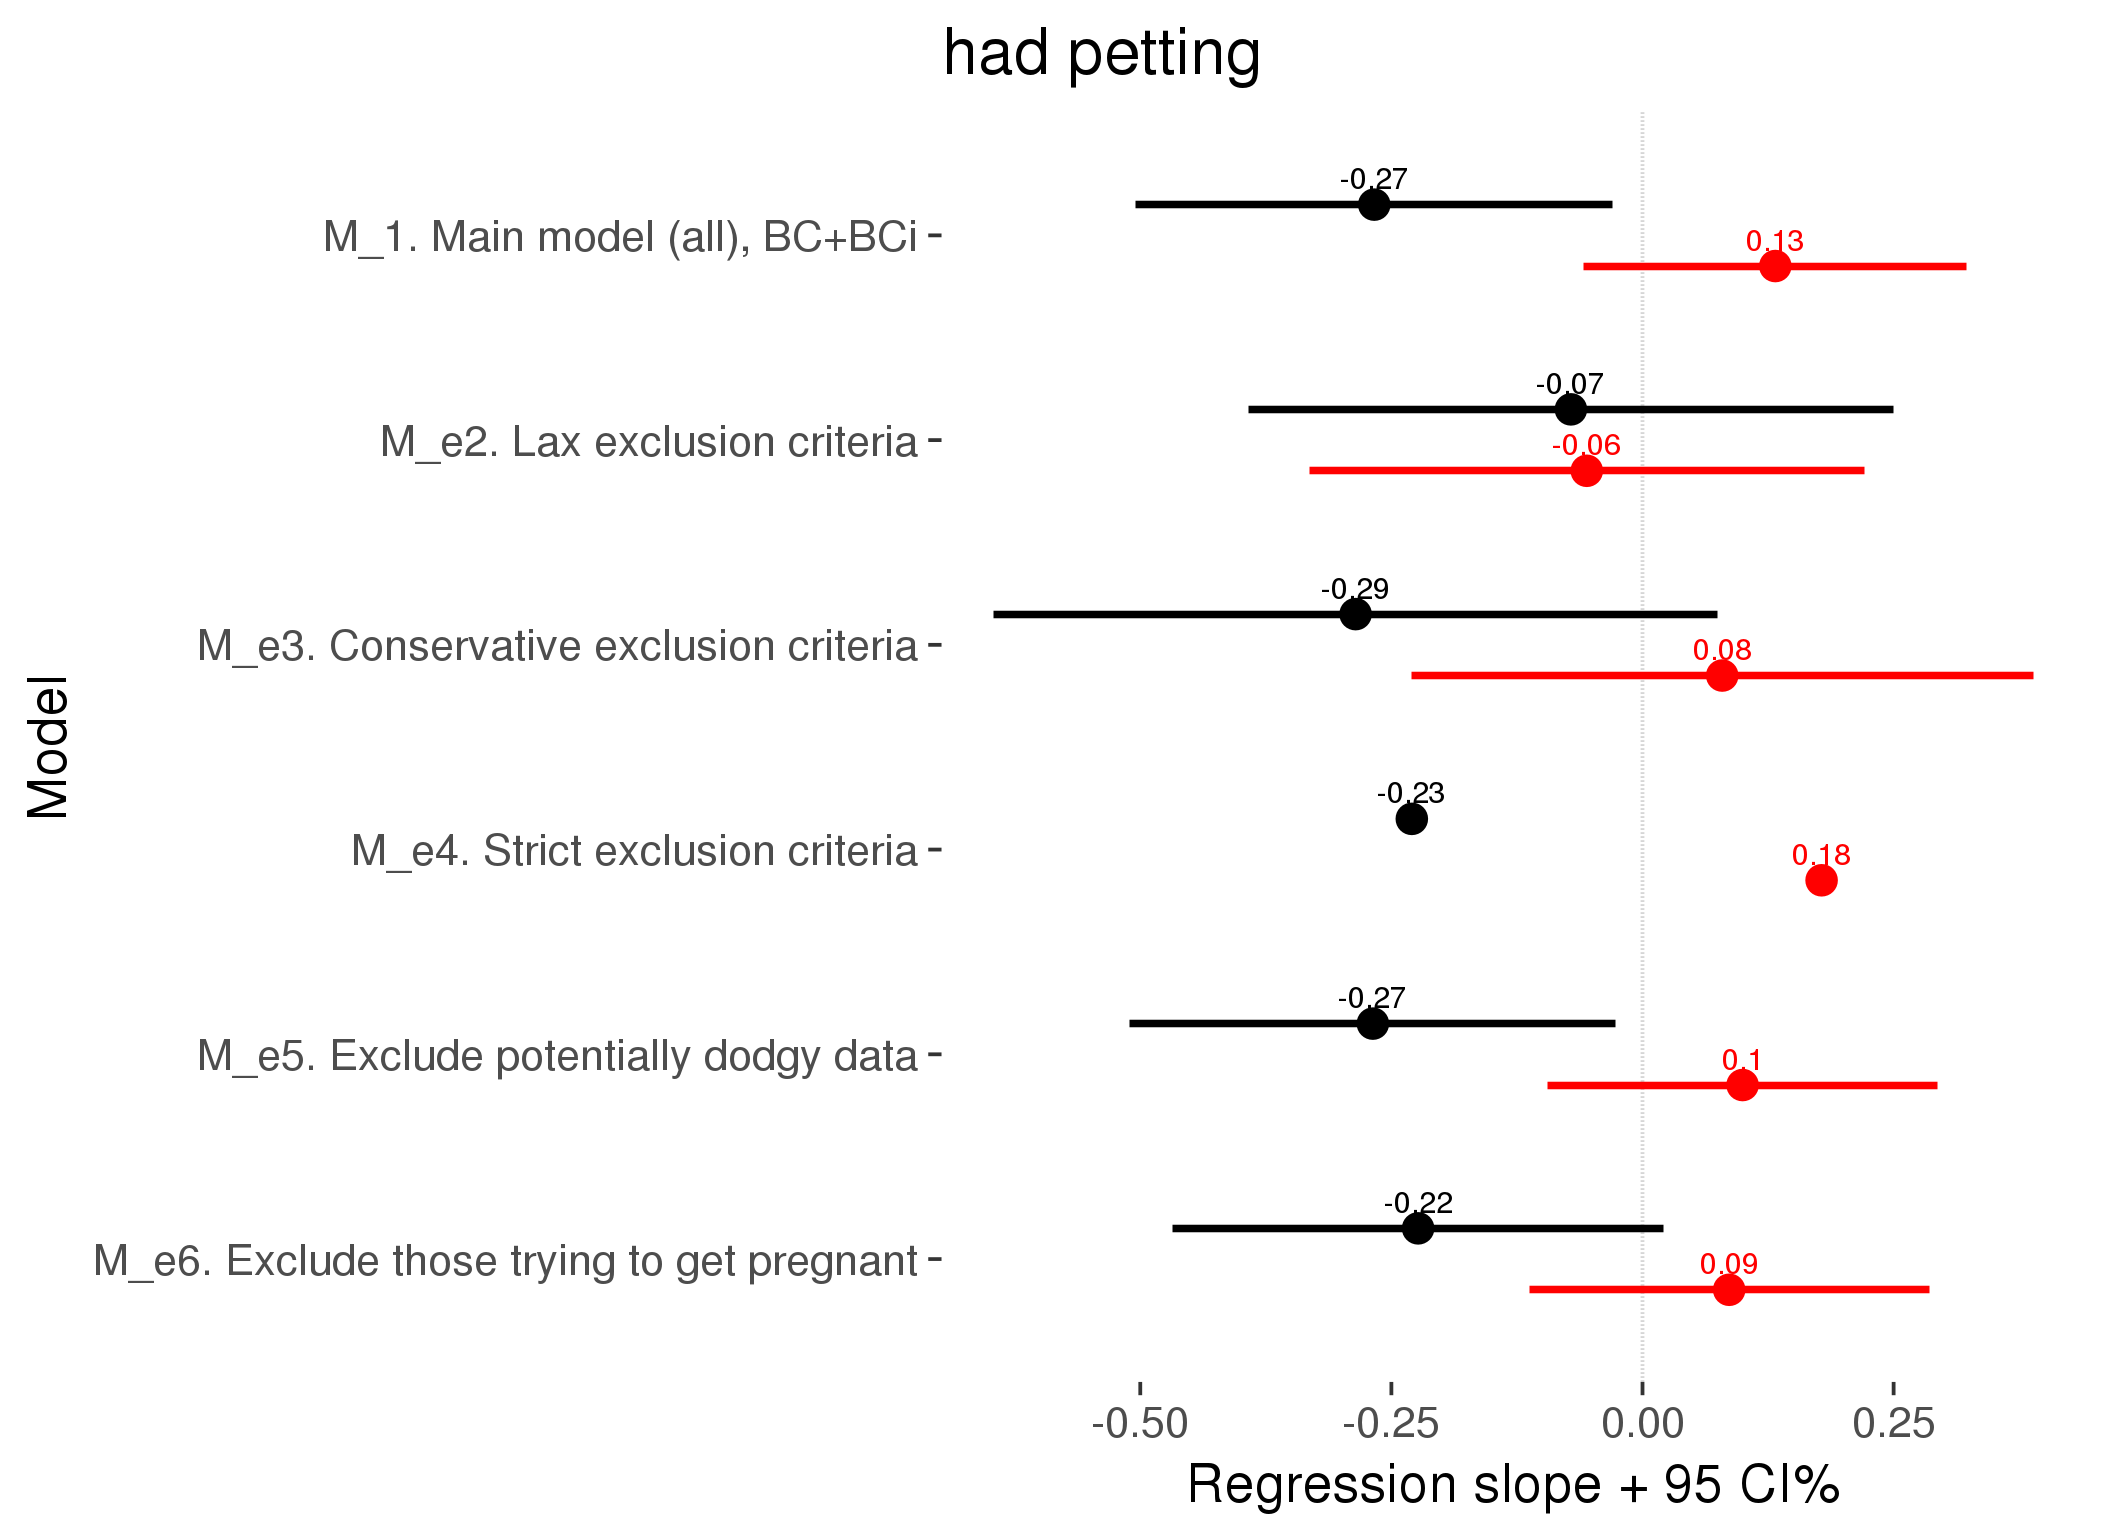 had petting
Model
M_1. Main model (all), BC+BCi
-0.27
0.13
M_e2. Lax exclusion criteria
-0.07
-0.06
M_e3. Conservative exclusion criteria
-0.29
0.08
M_e4. Strict exclusion criteria
-0.23
0.18
M_e5. Exclude potentially dodgy data
-0.27
0.1
M_e6. Exclude those trying to get pregnant
-0.22
0.09
-0.50 -0.25 0.00 0.25
Regression slope + 95 CI%